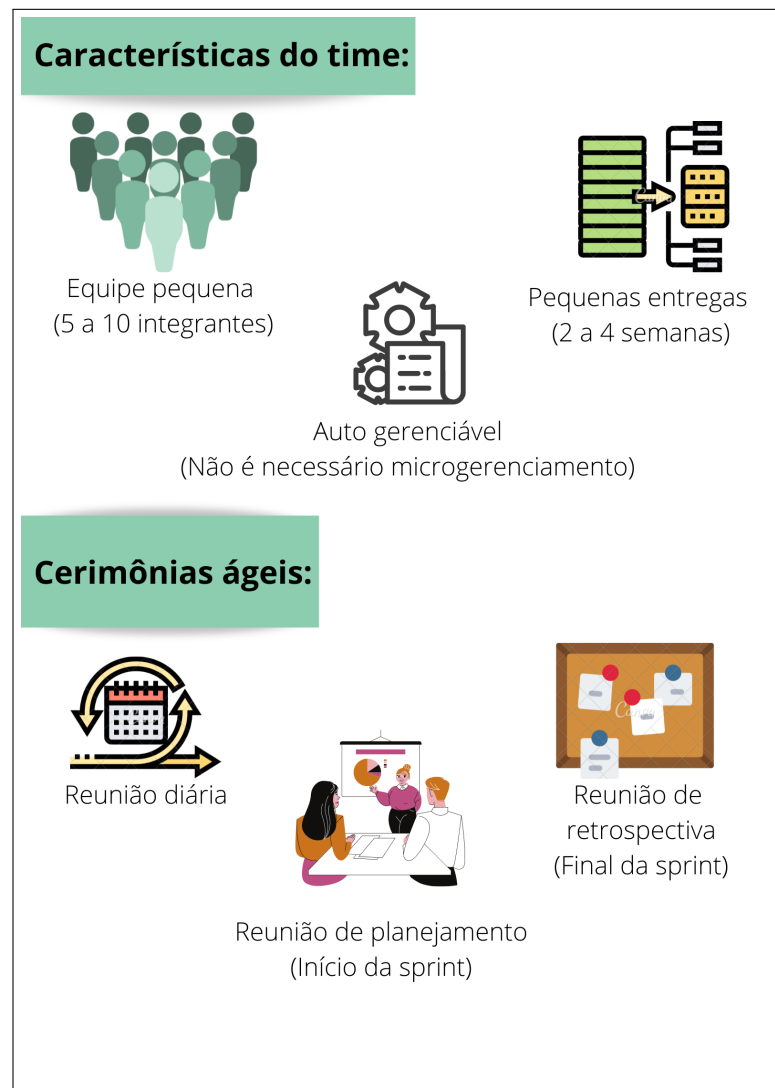 Características do time:
Equipe pequena
(5 a 10 integrantes)
Pequenas entregas
(2 a 4 semanas)
Auto gerenciável
(Não é necessário microgerenciamento)
Cerimônias ágeis:
Reunião diária
Reunião de planejamento
(Início da sprint)
Reunião de
retrospectiva
(Final da sprint)